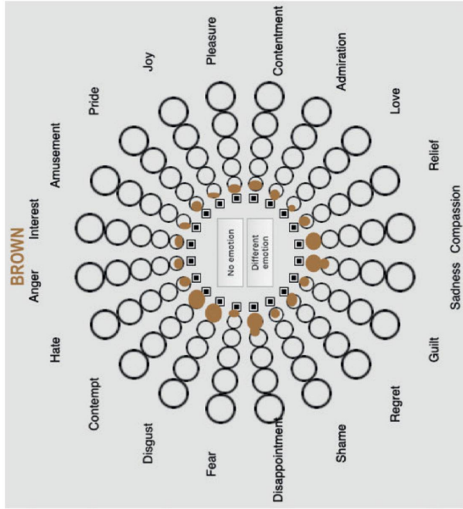 BROWN
Anger
Interest
Hate
Amusement
Contempt
Pride
Disgust
Joy
Fear
Pleasure
No emotion
Different
emotion
Disappointment
Contentment
Shame
Admiration
Regret
Love
Guilt
Relief
Sadness
Compassion